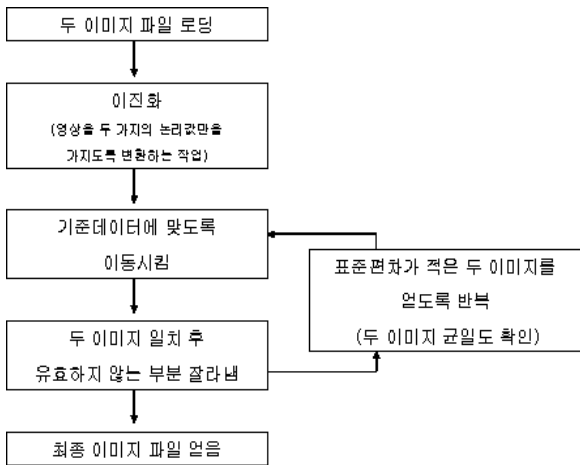 두 이미지 파일 로딩
이진화
(영상을 두 가지의 논리값만을
가지도록 변환하는 작업)
기준데이터에 맞도록
이동시킴
표준편차가 적은 두 이미지를
얻도록 반복
(두 이미지 균일도 확인)
두 이미지 일치 후
유효하지 않는 부분 잘라냄
최종 이미지 파일 얻음